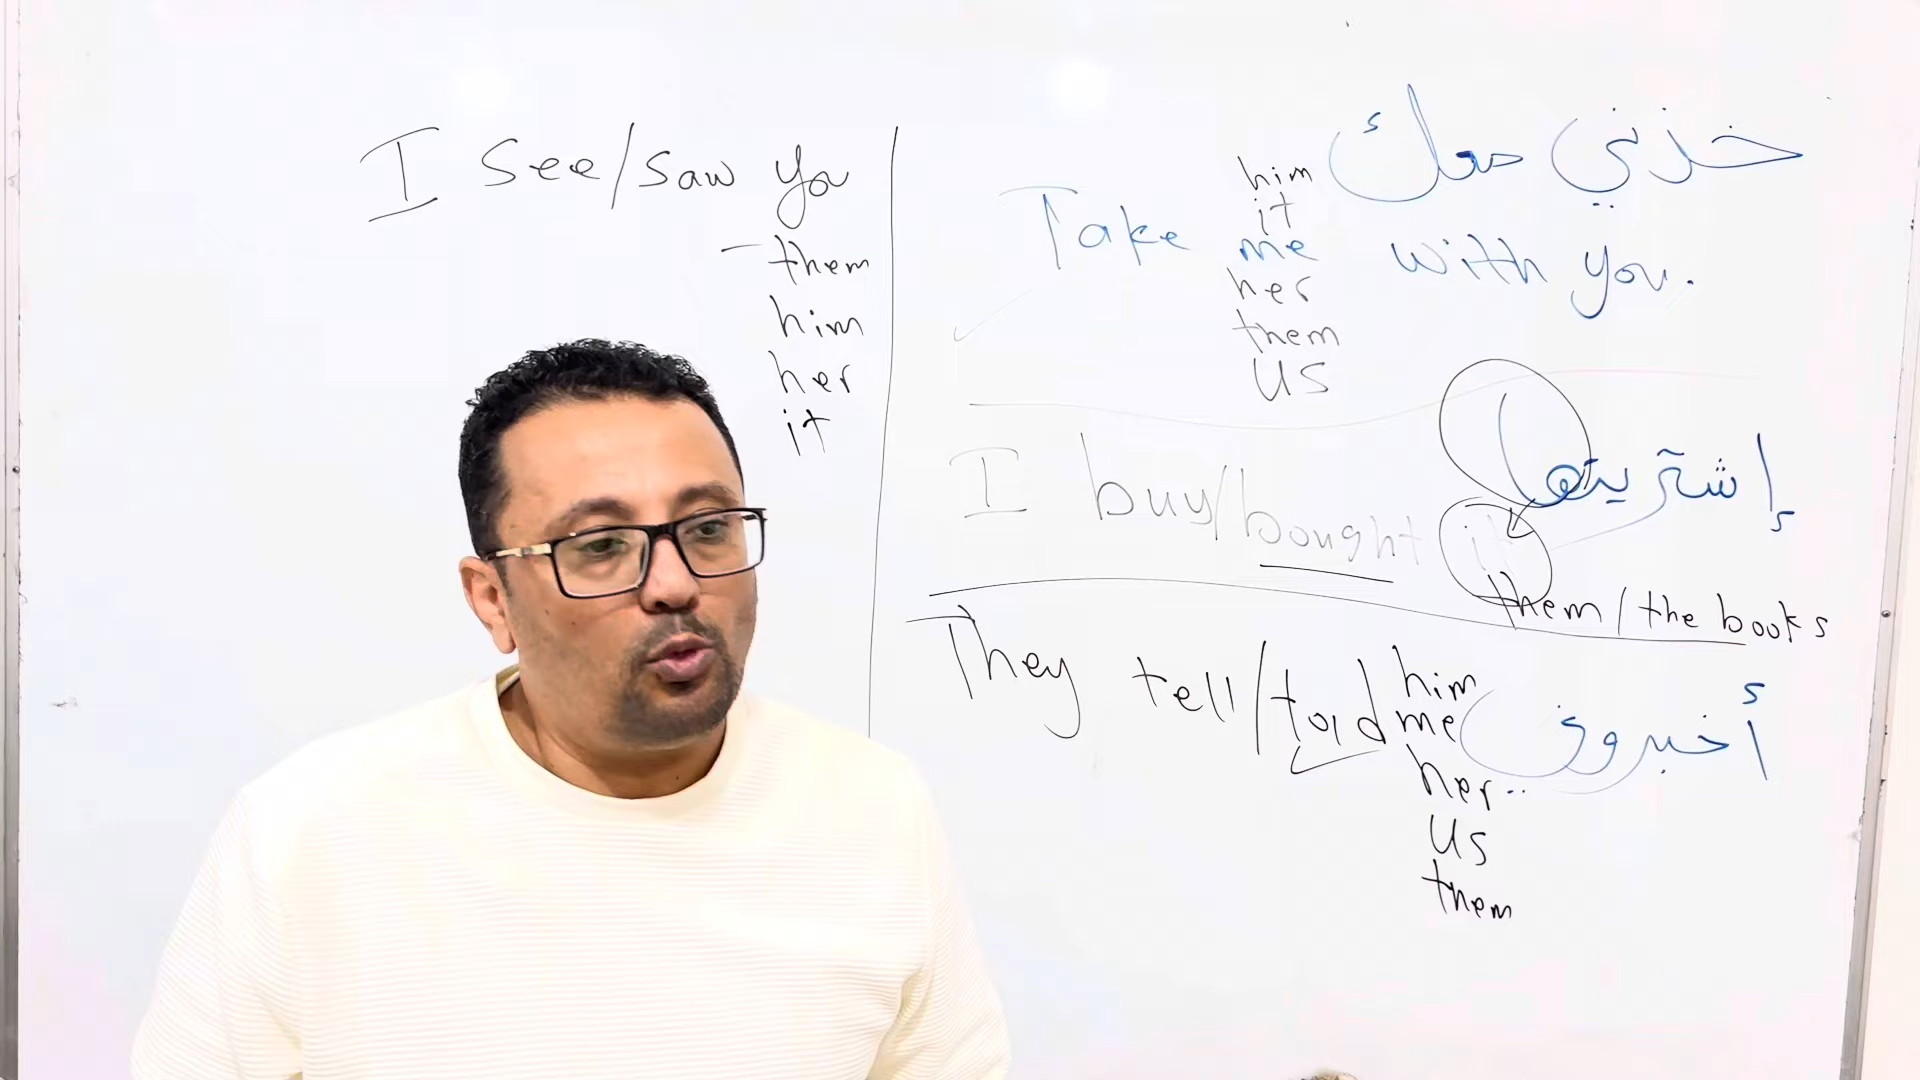 I see/saw you
them
him
her
it
خذني معك
him
it
Take me with you.
her
them
us
إشتريتها
I buy/bought it
them/the books
They tell/told him
me أخبروني
her
us
them